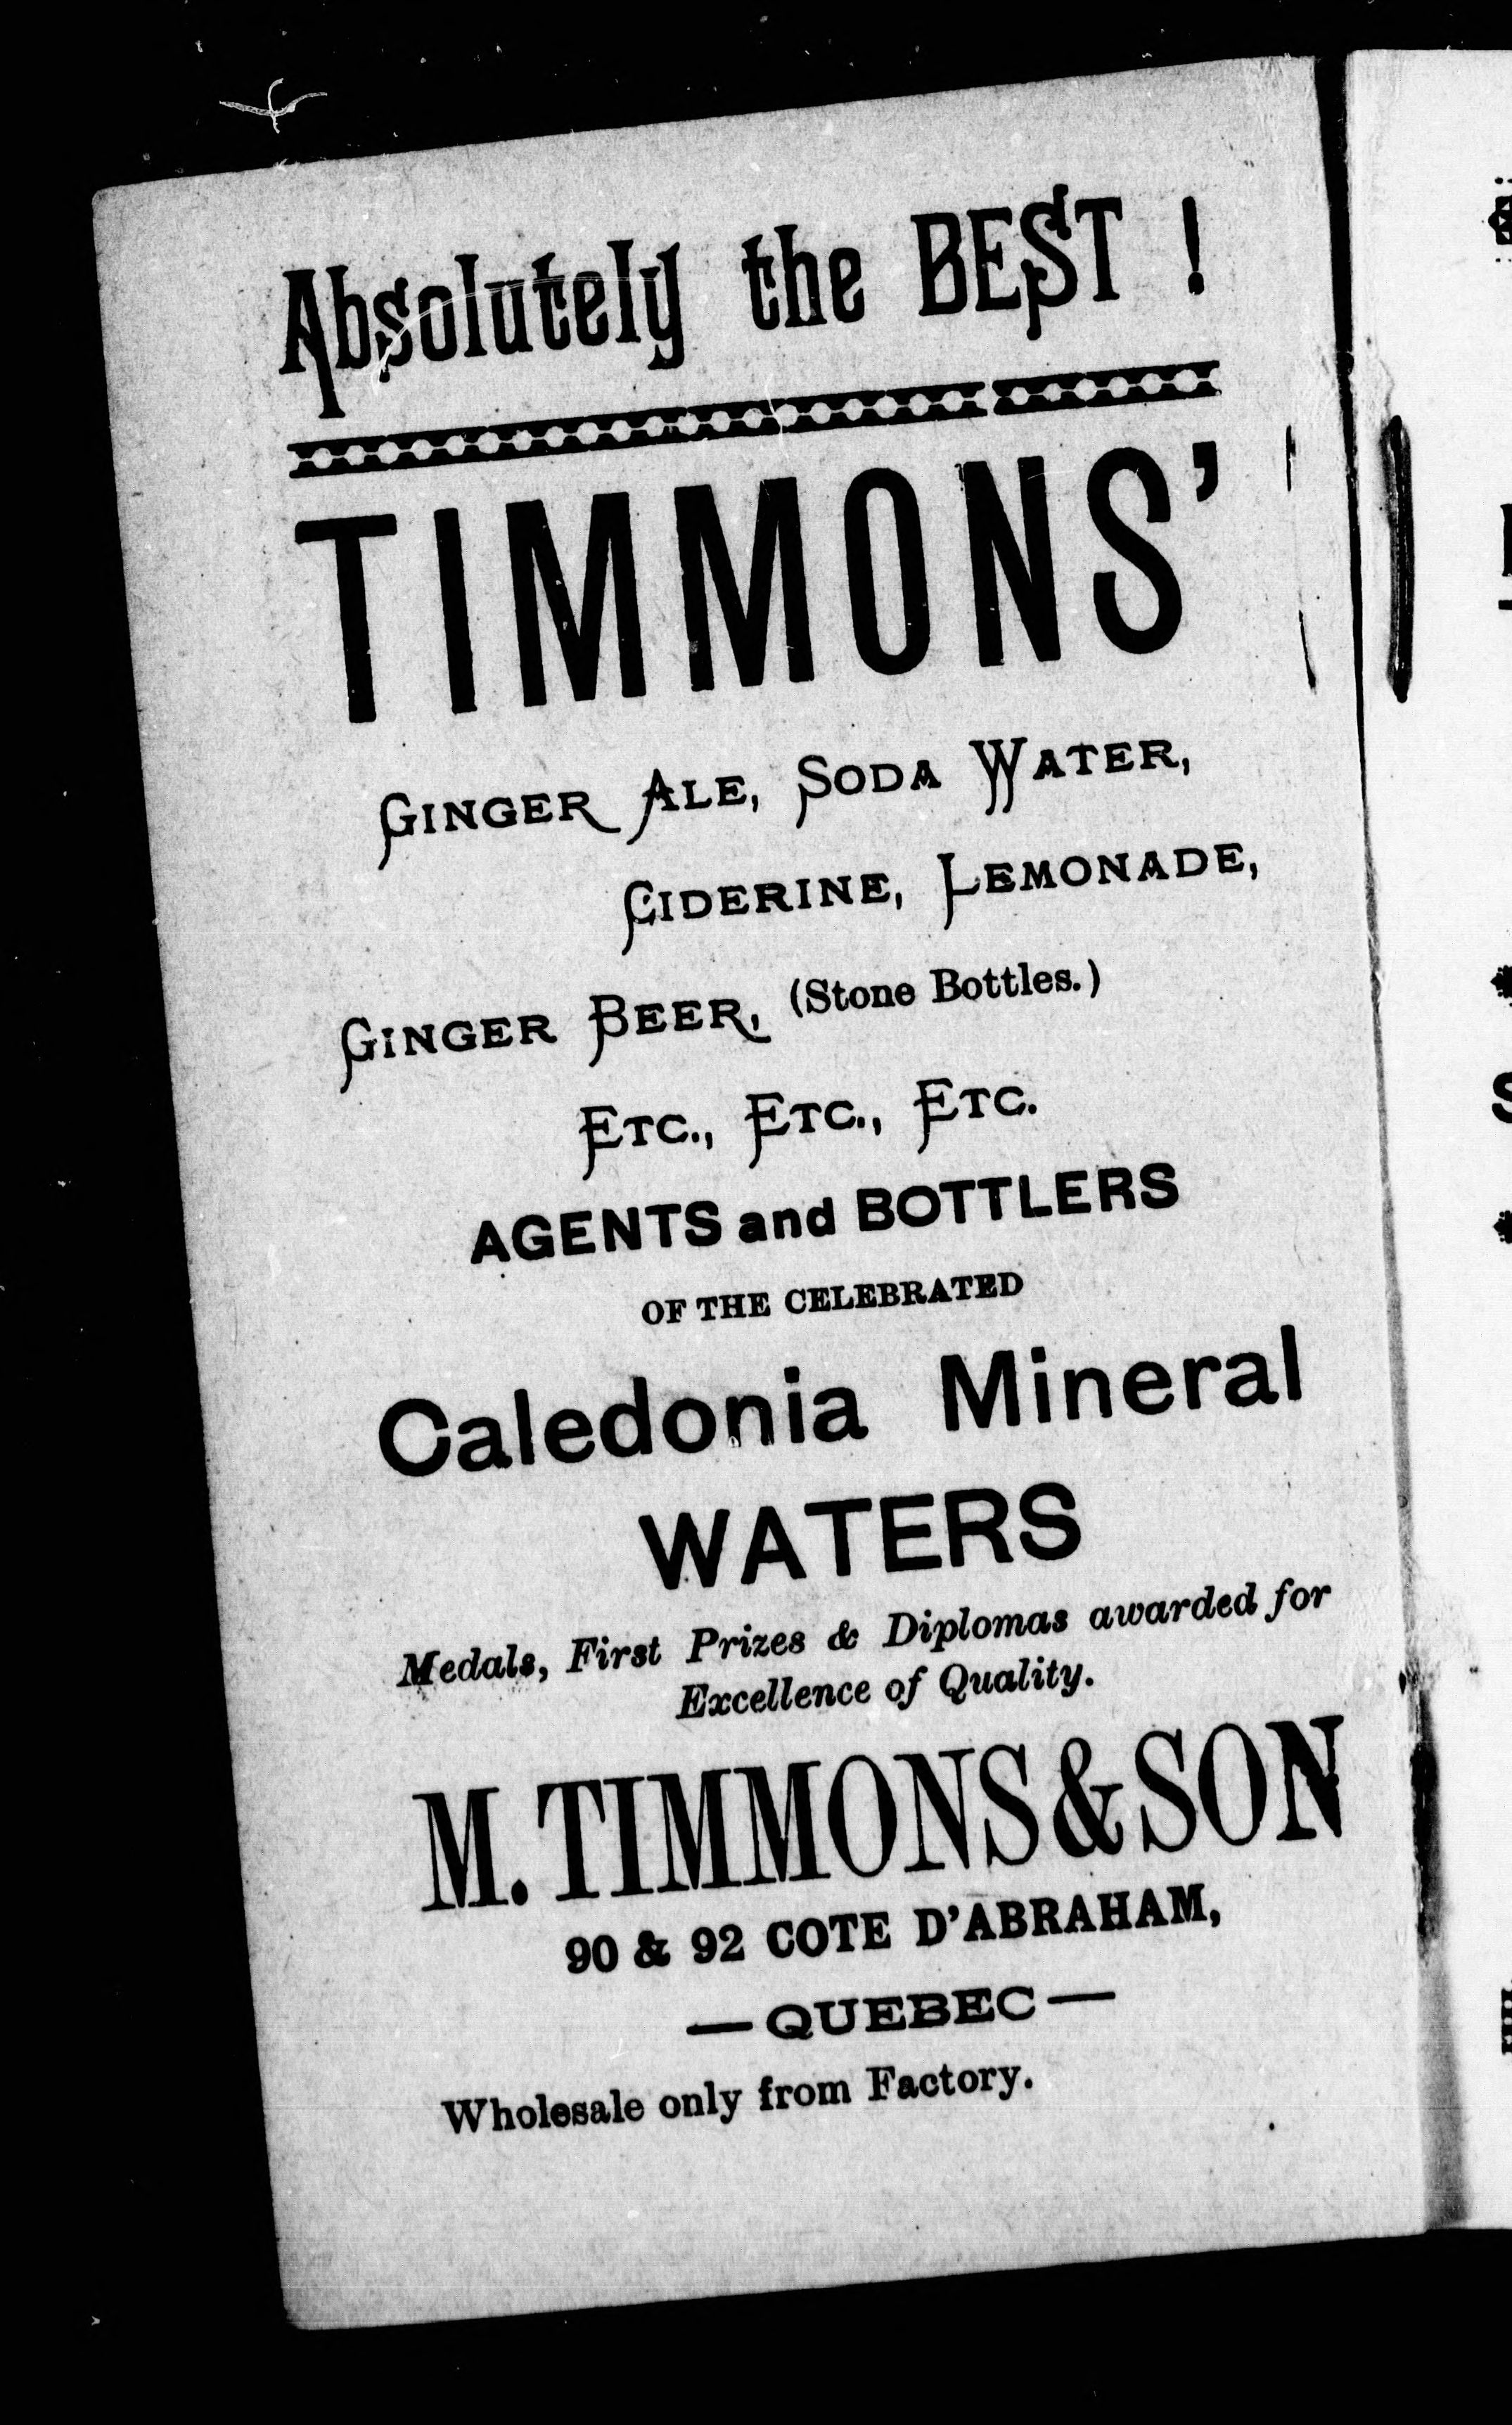 Absolutely the BEST !
TIMMONS'
GINGER ALE, SODA WATER,
CIDERINE, LEMONADE,
GINGER BEER, (Stone Bottles.)
ETC., ETC., ETC.
AGENTS and BOTTLERS
OF THE CELEBRATED
Caledonia Mineral
WATERS
Medals, First Prizes & Diplomas awarded for
Excellence of Quality.
M. TIMMONS & SON
90 & 92 COTE D'ABRAHAM,
— QUEBEC —
Wholesale only from Factory.